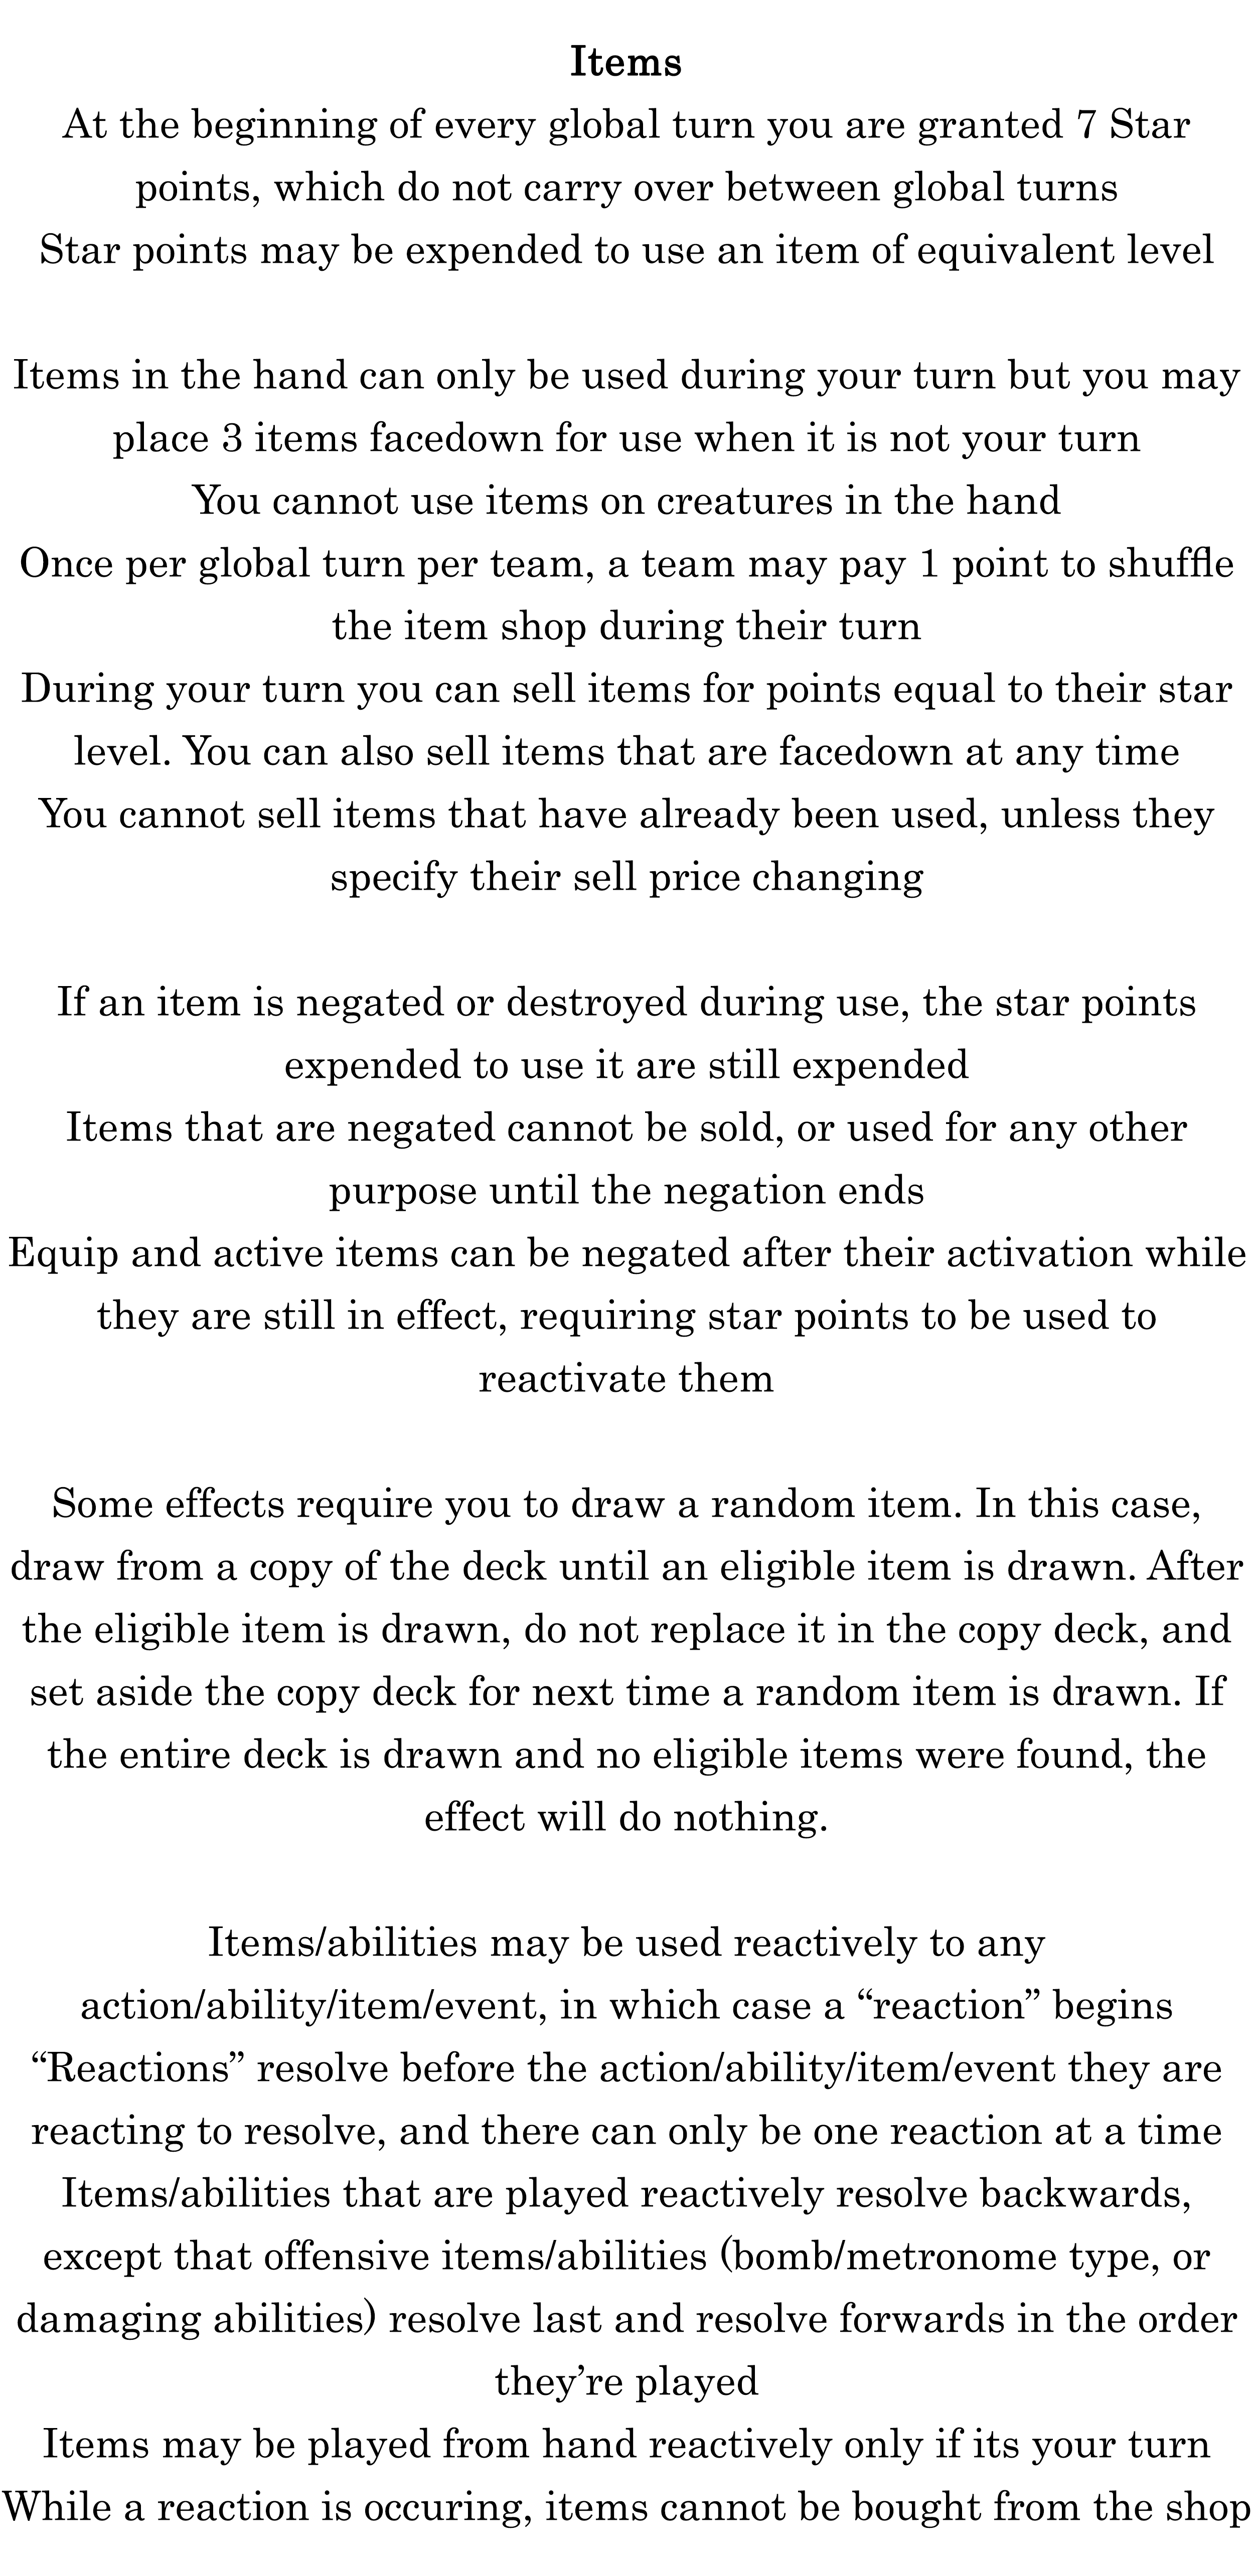 Items
At the beginning of every global turn you are granted 7 Star
points, which do not carry over between global turns
Star points may be expended to use an item of equivalent level
Items in the hand can only be used during your turn but you may
place 3 items facedown for use when it is not your turn
You cannot use items on creatures in the hand
Once per global turn per team, a team may pay 1 point to shuffle
the item shop during their turn
During your turn you can sell items for points equal to their star
level. You can also sell items that are facedown at any time
You cannot sell items that have already been used, unless they
specify their sell price changing
If an item is negated or destroyed during use, the star points
expended to use it are still expended
Items that are negated cannot be sold, or used for any other
purpose until the negation ends
Equip and active items can be negated after their activation while
they are still in effect, requiring star points to be used to
reactivate them
Some effects require you to draw a random item. In this case,
draw from a copy of the deck until an eligible item is drawn. After
the eligible item is drawn, do not replace it in the copy deck, and
set aside the copy deck for next time a random item is drawn. If
the entire deck is drawn and no eligible items were found, the
effect will do nothing.
Items/abilities may be used reactively to any
action/ability/item/event, in which case a “reaction” begins
“Reactions” resolve before the action/ability/item/event they are
reacting to resolve, and there can only be one reaction at a time
Items/abilities that are played reactively resolve backwards,
except that offensive items/abilities (bomb/metronome type, or
damaging abilities) resolve last and resolve forwards in the order
they’re played
Items may be played from hand reactively only if its your turn
While a reaction is occuring, items cannot be bought from the shop